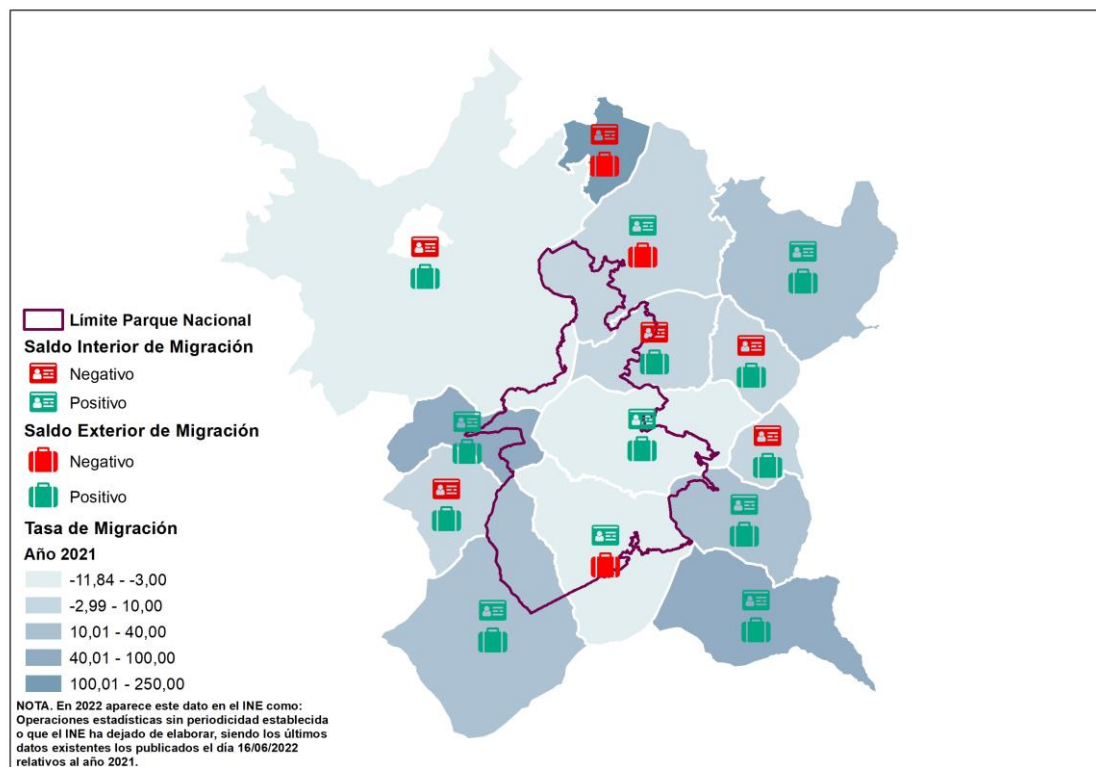 Límite Parque Nacional
Saldo Interior de Migración
Negativo
Positivo
Saldo Exterior de Migración
Negativo
Positivo
Tasa de Migración
Año 2021
-11,84 - -3,00
-2,99 - 10,00
10,01 - 40,00
40,01 - 100,00
100,01 - 250,00
NOTA. En 2022 aparece este dato en el INE como:
Operaciones estadísticas sin periodicidad establecida
o que el INE ha dejado de elaborar, siendo los últimos
datos existentes los publicados el día 16/06/2022
relativos al año 2021.